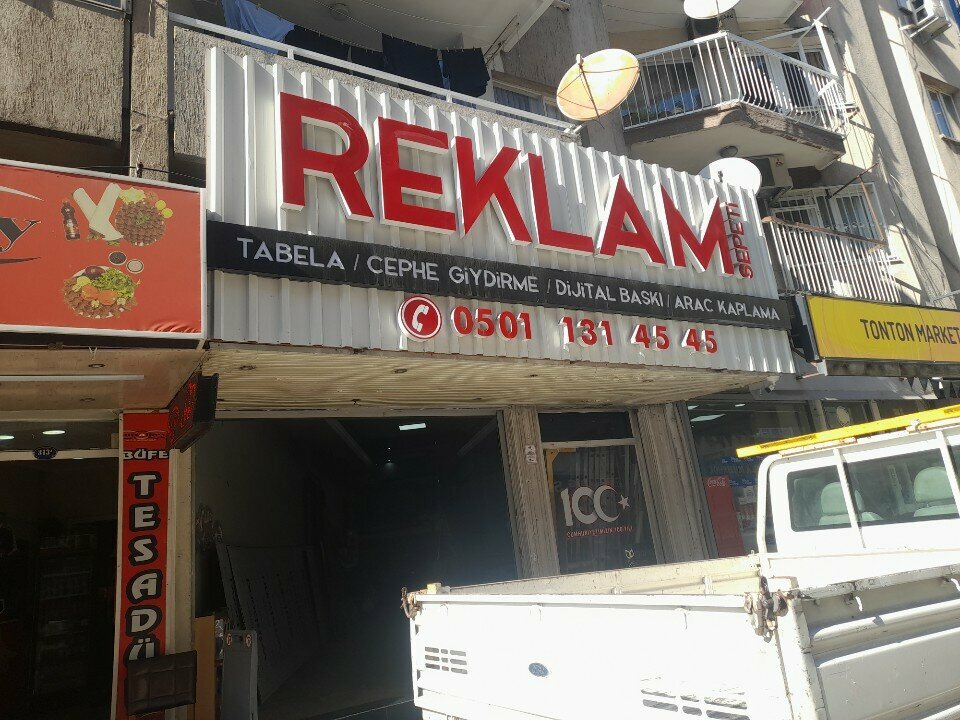 REKLAM
SEPETİ
TABELA / CEPHE GİYDİRME / DİJİTAL BASKI / ARAC KAPLAMA
0501 131 45 45
TONTON MARKET
y
BÜFE
TESADÜ
100